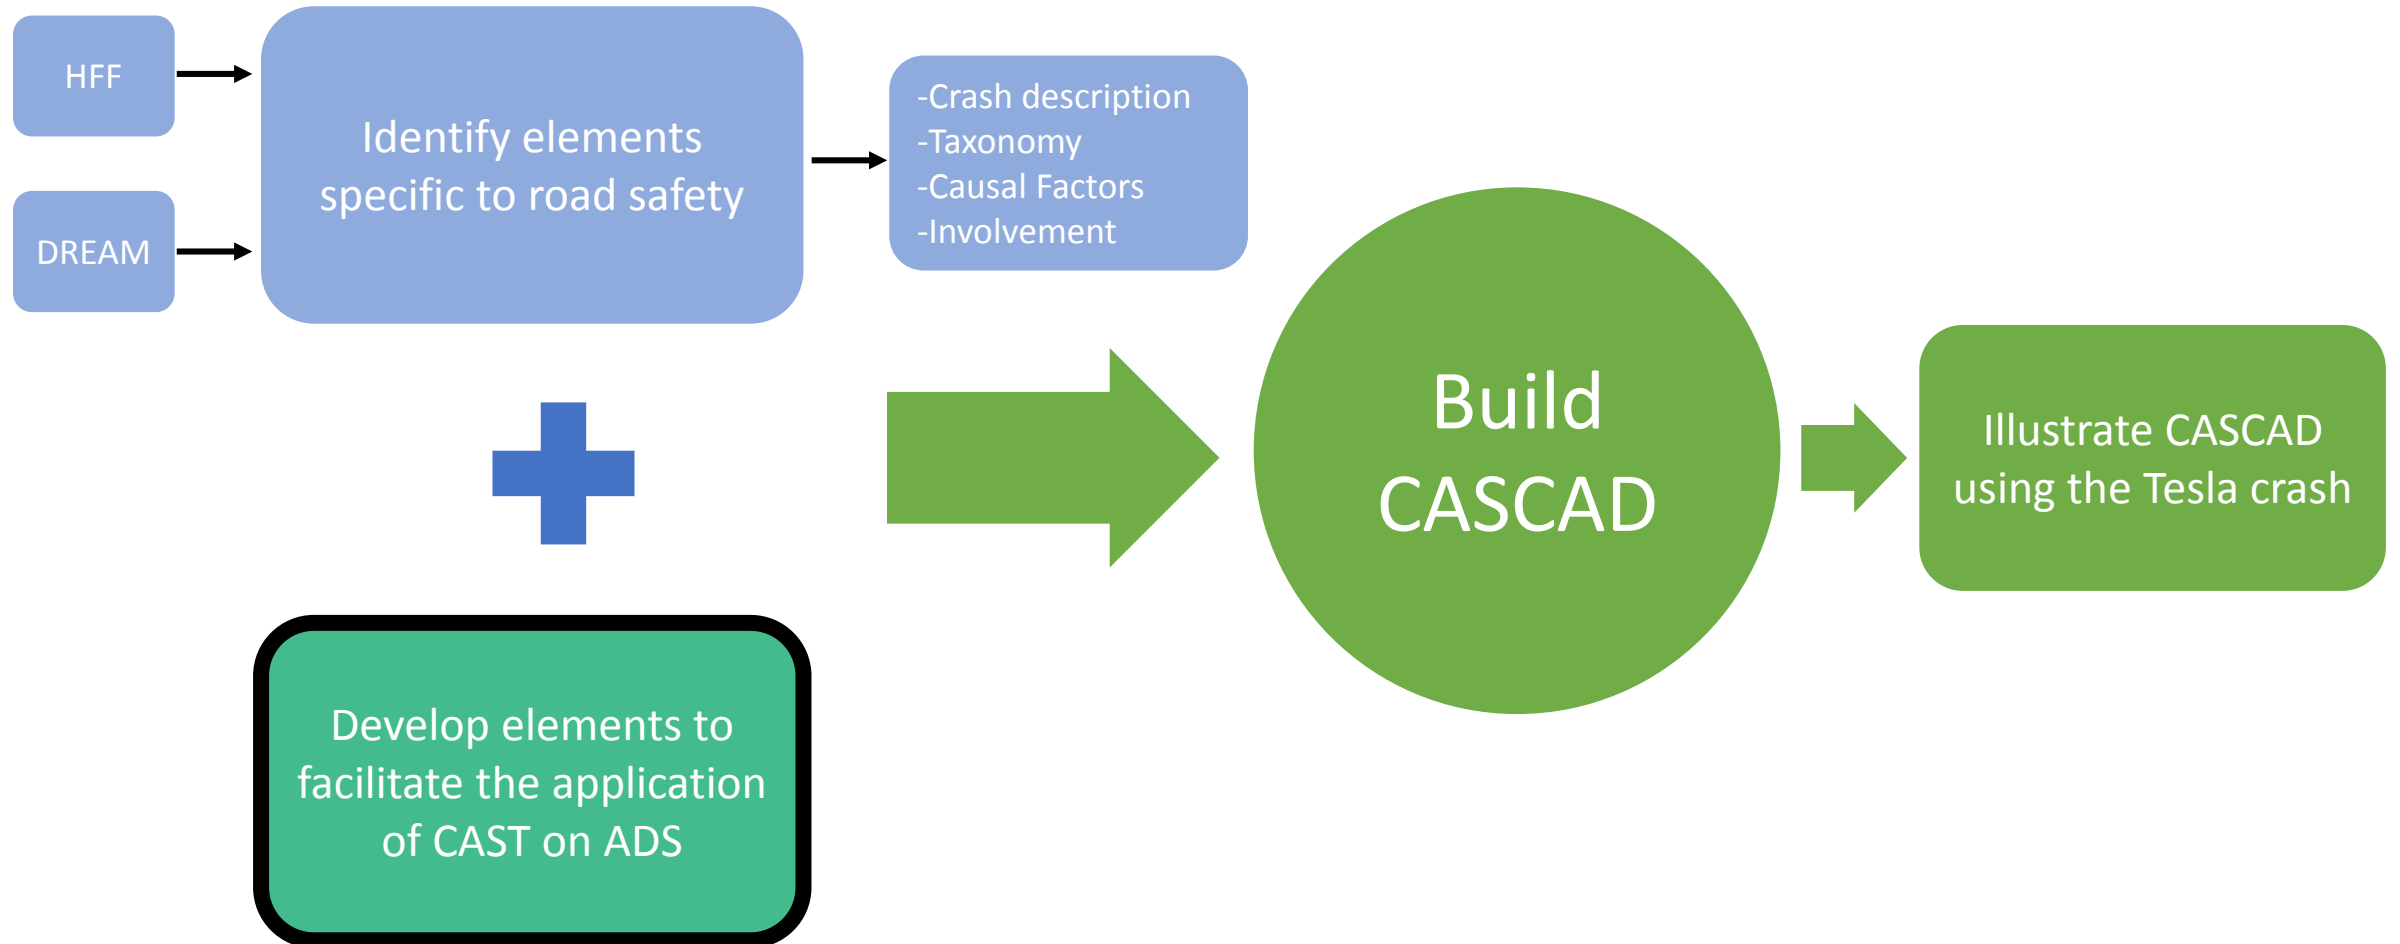 HFF
DREAM
Identify elements
specific to road safety
-Crash description
-Taxonomy
-Causal Factors
-Involvement
Develop elements to
facilitate the application
of CAST on ADS
Build
CASCAD
Illustrate CASCAD
using the Tesla crash